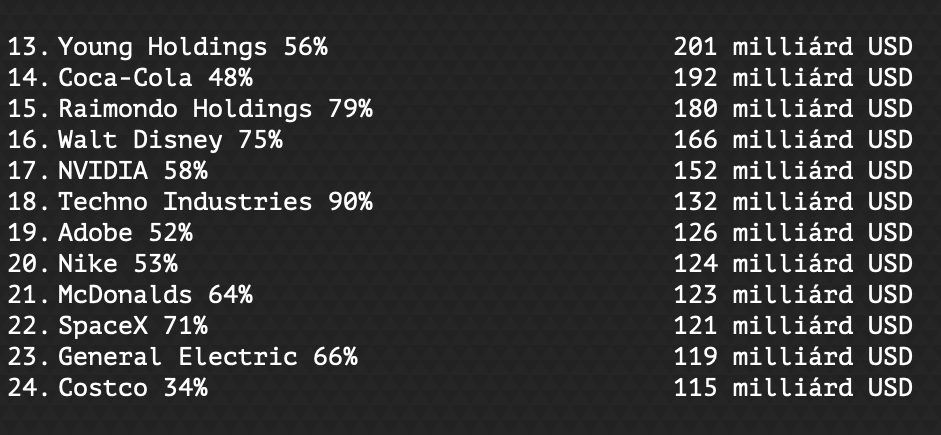 13. Young Holdings 56% 201 milliárd USD
14. Coca-Cola 48% 192 milliárd USD
15. Raimondo Holdings 79% 180 milliárd USD
16. Walt Disney 75% 166 milliárd USD
17. NVIDIA 58% 152 milliárd USD
18. Techno Industries 90% 132 milliárd USD
19. Adobe 52% 126 milliárd USD
20. Nike 53% 124 milliárd USD
21. McDonalds 64% 123 milliárd USD
22. SpaceX 71% 121 milliárd USD
23. General Electric 66% 119 milliárd USD
24. Costco 34% 115 milliárd USD